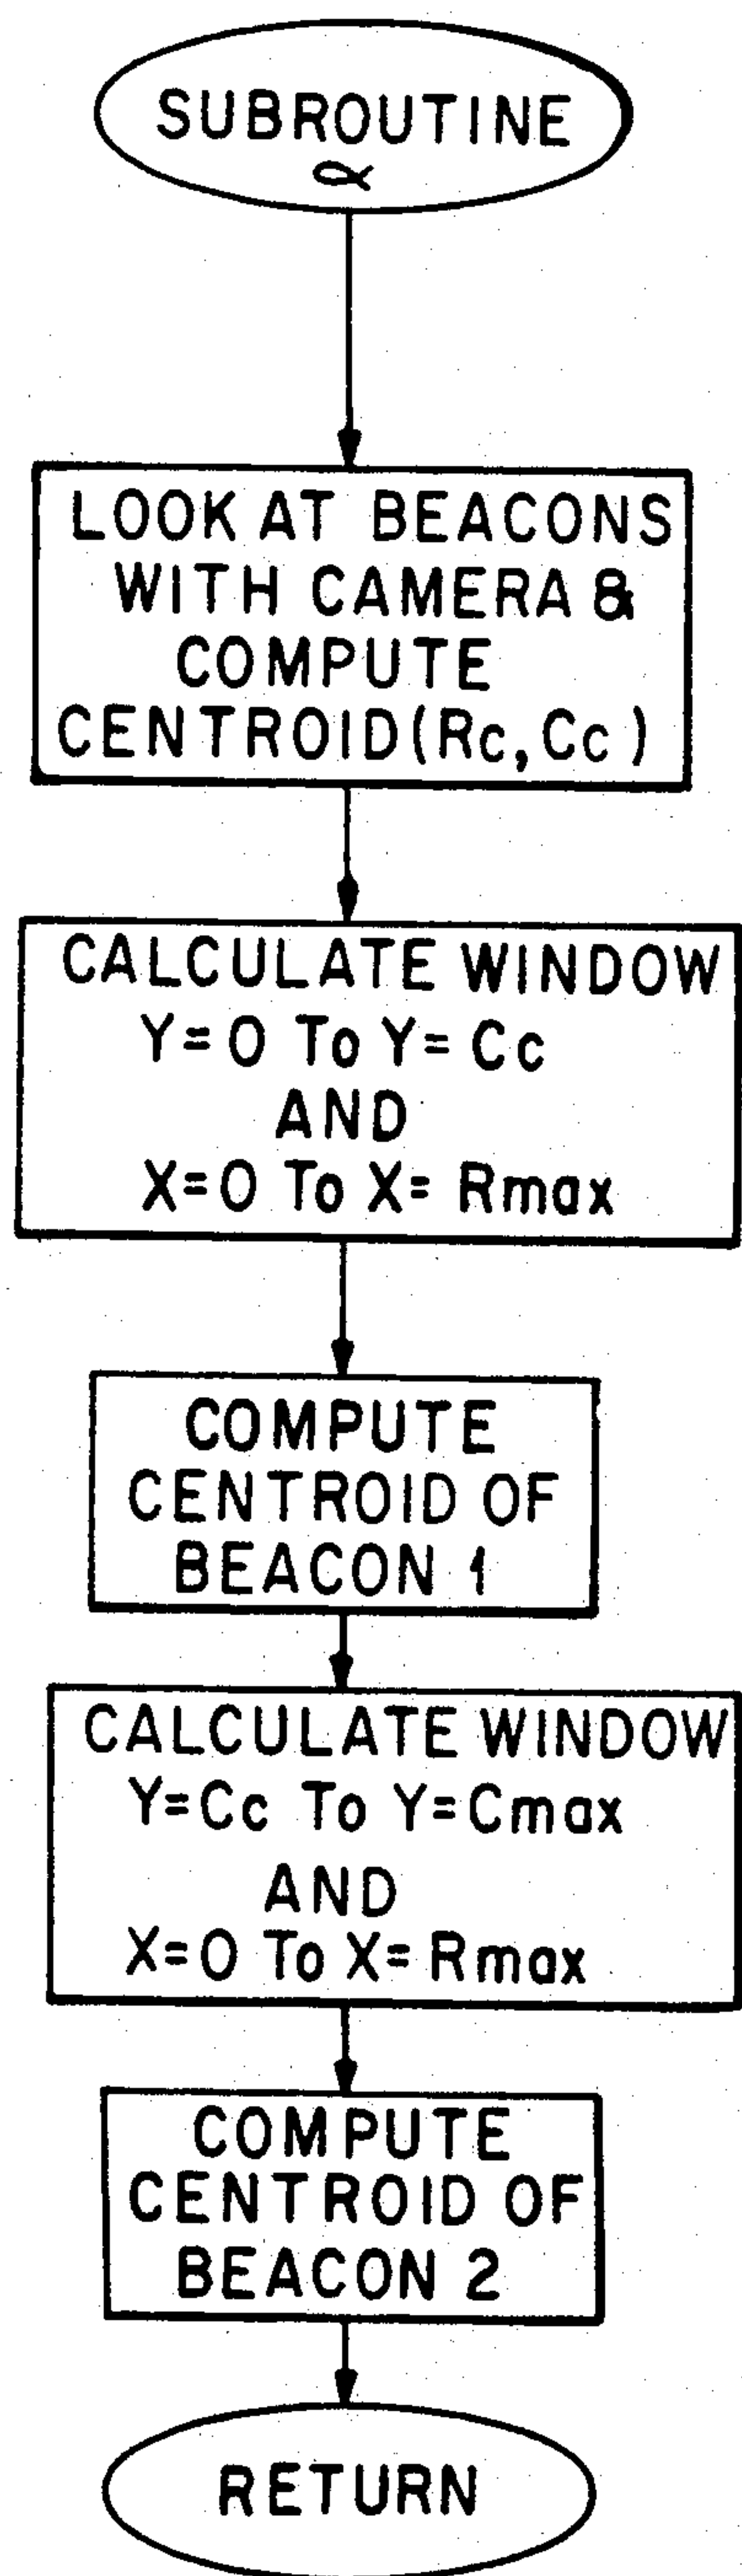 SUBROUTINE
α
LOOK AT BEACONS
WITH CAMERA &
COMPUTE
CENTROID(Rc, Cc)
CALCULATE WINDOW
Y=0 To Y= Cc
AND
X=0 To X= Rmax
COMPUTE
CENTROID OF
BEACON 1
CALCULATE WINDOW
Y=Cc To Y=Cmax
AND
X=0 To X= Rmax
COMPUTE
CENTROID OF
BEACON 2
RETURN